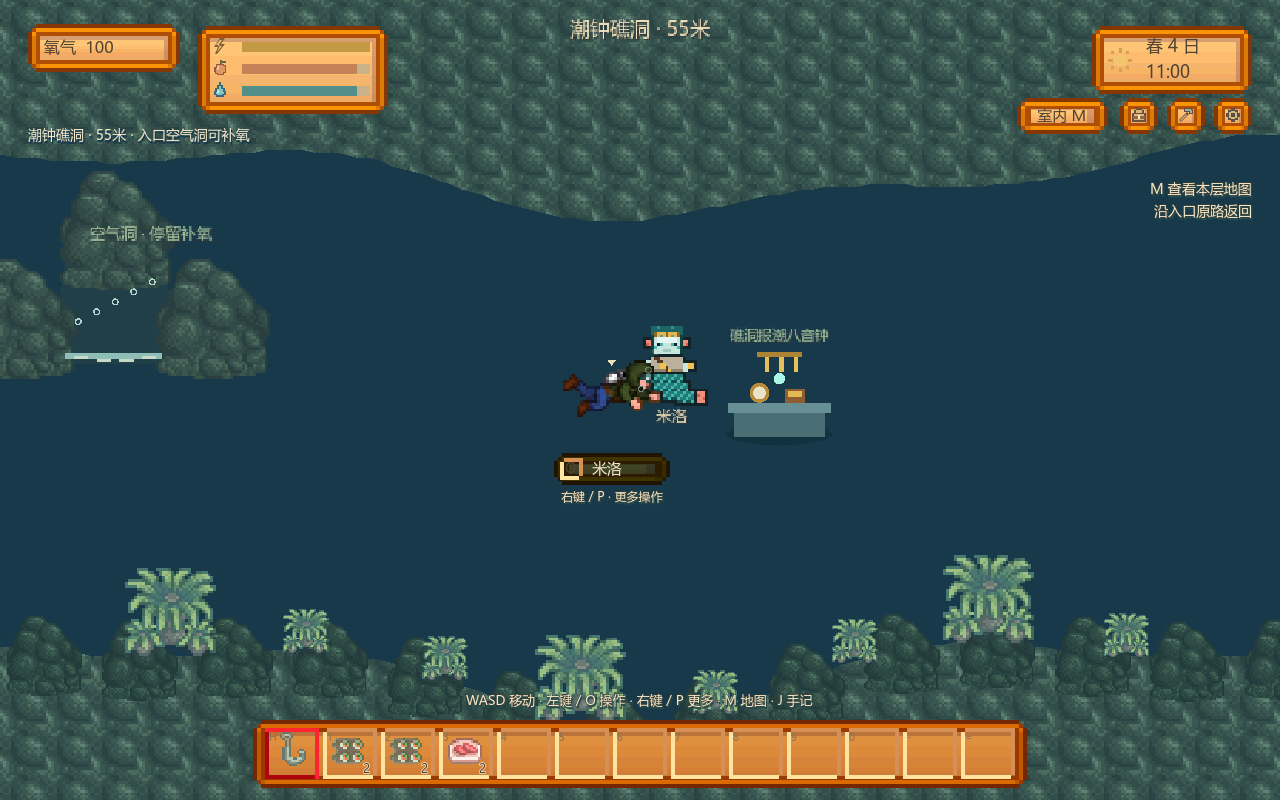 潮钟礁洞 · 55米
氧气 100
春 4 日
11:00
室内 M
潮钟礁洞 · 55米 · 入口空气洞可补氧
M 查看本层地图
沿入口原路返回
空气洞 · 停留补氧
礁洞报潮八音钟
米洛
米洛
右键 / P · 更多操作
WASD 移动 · 左键 / O 操作 · 右键 / P 更多 · M 地图 · J 手记
2
2
2